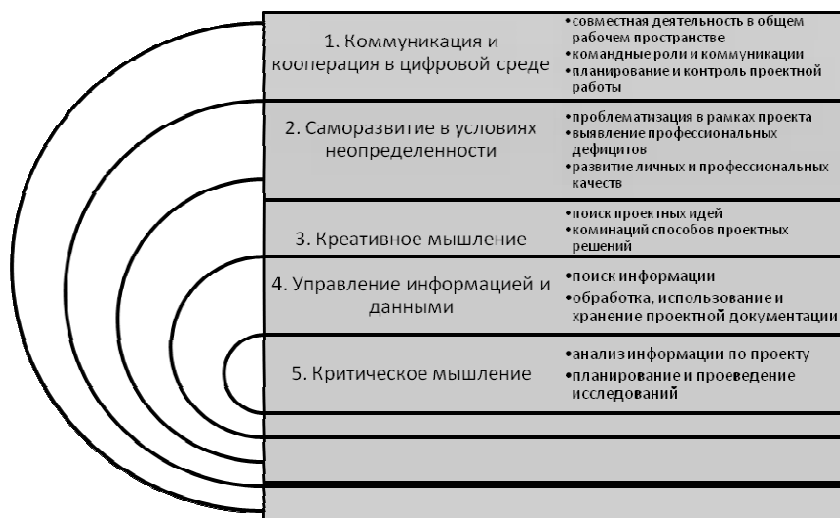 1. Коммуникация и
кооперация в цифровой среде
•совместная деятельность в общем
рабочем пространстве
•командные роли и коммуникации
•планирование и контроль проектной
работы
2. Саморазвитие в условиях
неопределенности
•проблематизация в рамках проекта
•выявление профессиональных
дефицитов
•развитие личных и профессиональных
качеств
3. Креативное мышление
•поиск проектных идей
•коминаций способов проектных
решений
4. Управление информацией и
данными
•поиск информации
•обработка, использование и
хранение проектной документации
5. Критическое мышление
•анализ информации по проекту
•планирование и проеведение
исследований